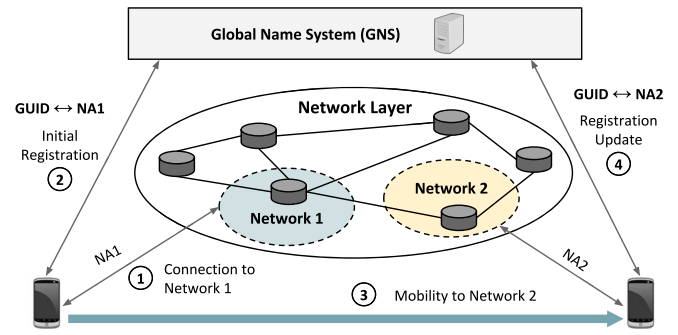 Global Name System (GNS)
GUID ↔ NA1
Initial
Registration
2
GUID ↔ NA2
Registration
Update
4
Network Layer
Network 1
Network 2
NA1
1
Connection to
Network 1
NA2
3
Mobility to Network 2